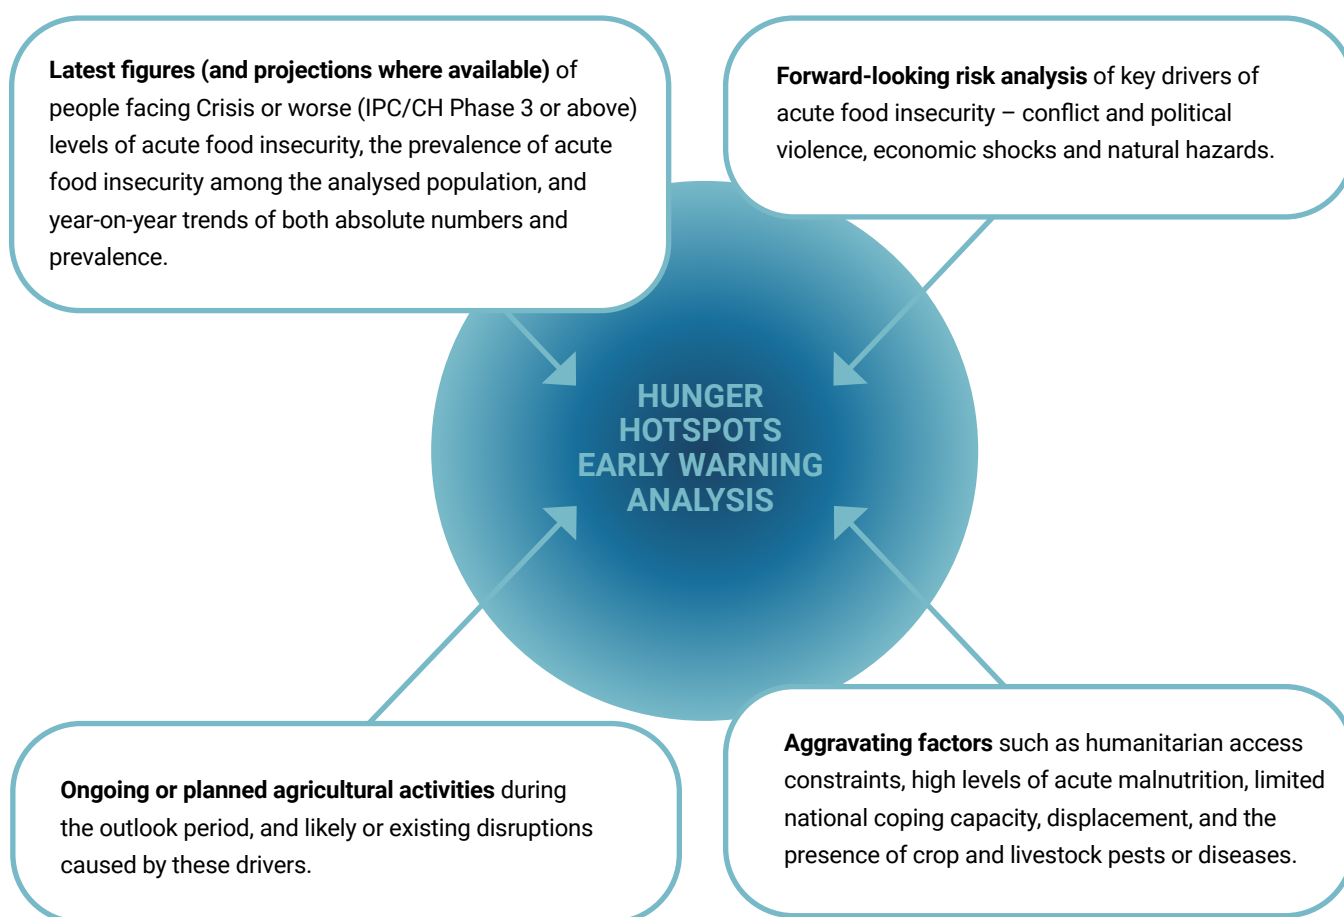 Latest figures (and projections where available) of
people facing Crisis or worse (IPC/CH Phase 3 or above)
levels of acute food insecurity, the prevalence of acute
food insecurity among the analysed population, and
year-on-year trends of both absolute numbers and
prevalence.
Forward-looking risk analysis of key drivers of
acute food insecurity – conflict and political
violence, economic shocks and natural hazards.
HUNGER
HOTSPOTS
EARLY WARNING
ANALYSIS
Ongoing or planned agricultural activities during
the outlook period, and likely or existing disruptions
caused by these drivers.
Aggravating factors such as humanitarian access
constraints, high levels of acute malnutrition, limited
national coping capacity, displacement, and the
presence of crop and livestock pests or diseases.